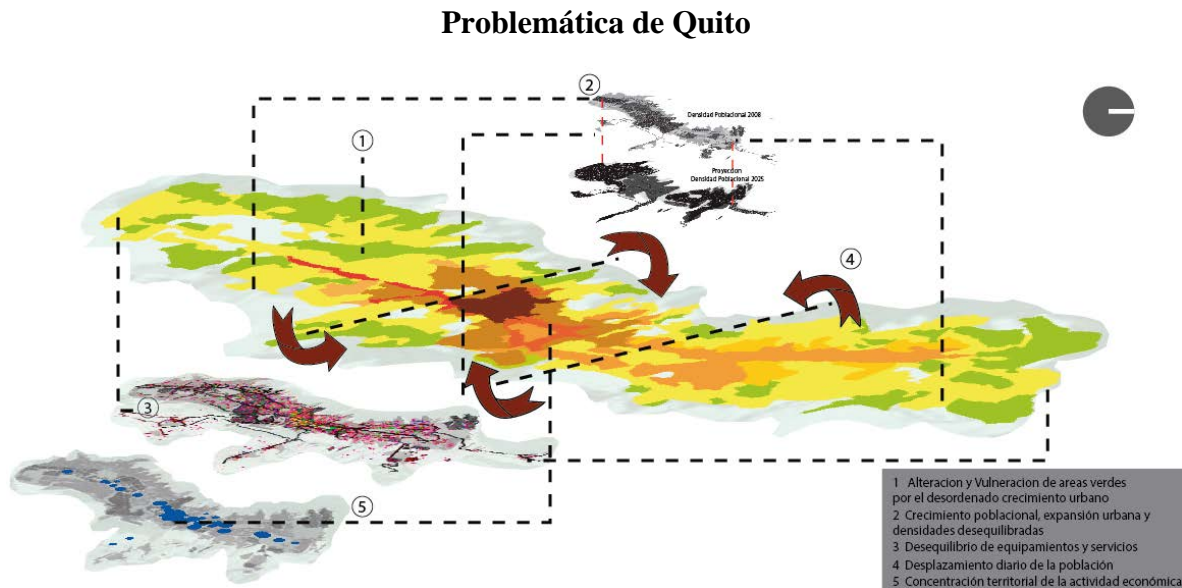 Problemática de Quito
2
Densidad Poblacional 2008
1
Proyeccion
Densidad Poblacional 2025
4
3
5
1 Alteracion y Vulneracion de areas verdes
por el desordenado crecimiento urbano
2 Crecimiento poblacional, expansión urbana y
densidades desequilibradas
3 Desequilibrio de equipamientos y servicios
4 Desplazamiento diario de la población
5 Concentración territorial de la actividad económica